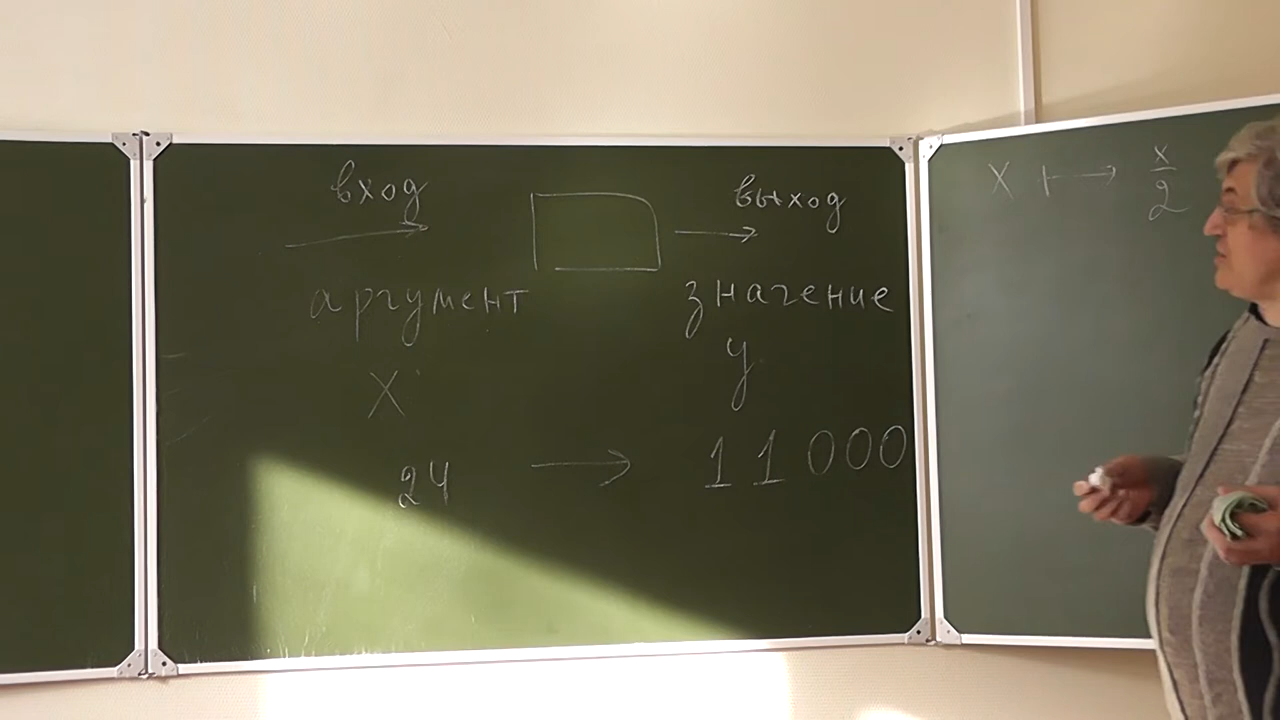 вход выход
аргумент значение
x y
24 → 11000
x ↦ x/2